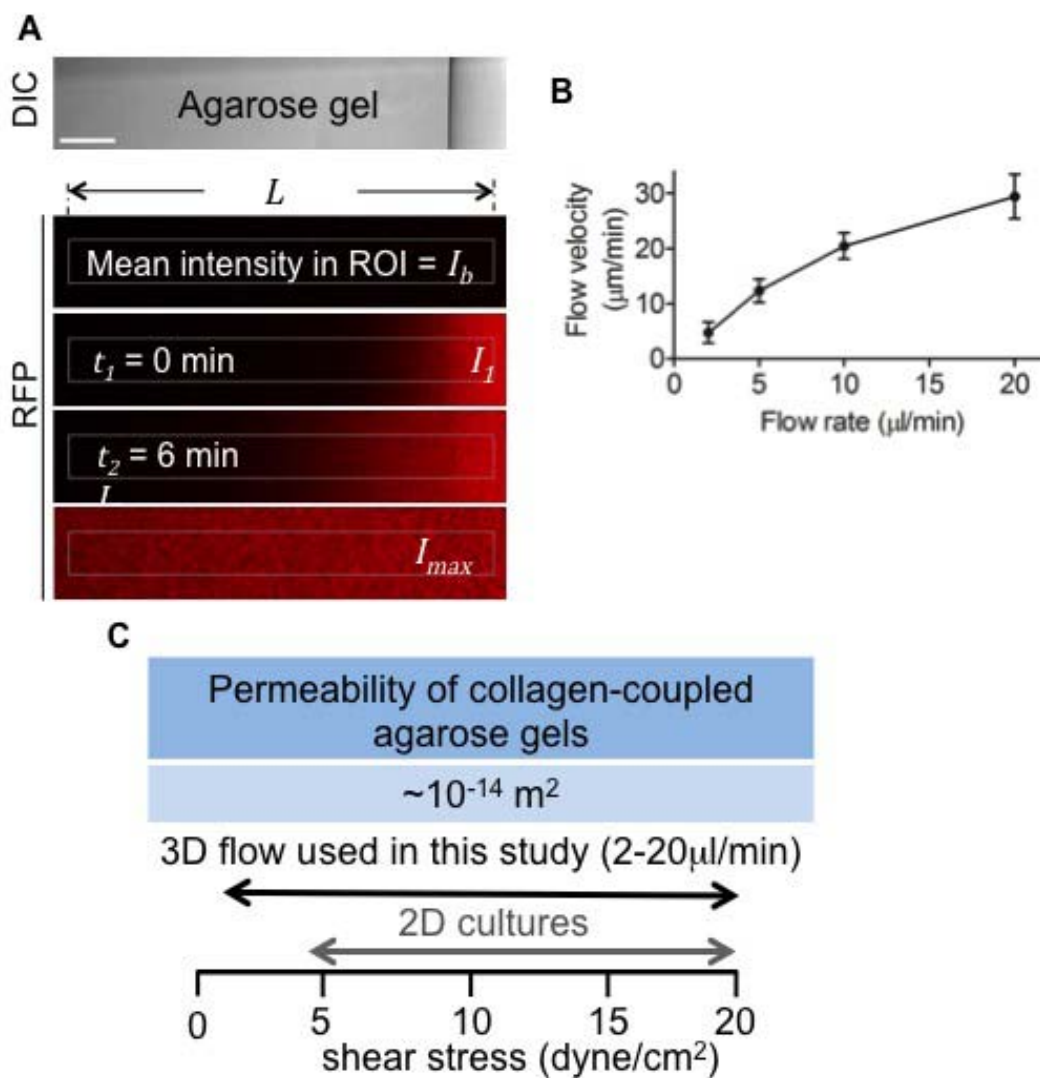 A
DIC
Agarose gel
L
RFP
Mean intensity in ROI = I_b
t_1 = 0 min
I_1
t_2 = 6 min
I_max
B
Flow velocity
(µm/min)
30
20
10
0
0 5 10 15 20
Flow rate (µl/min)
C
Permeability of collagen-coupled
agarose gels
~10⁻¹⁴ m²
3D flow used in this study (2-20µl/min)
2D cultures
0 5 10 15 20
shear stress (dyne/cm²)